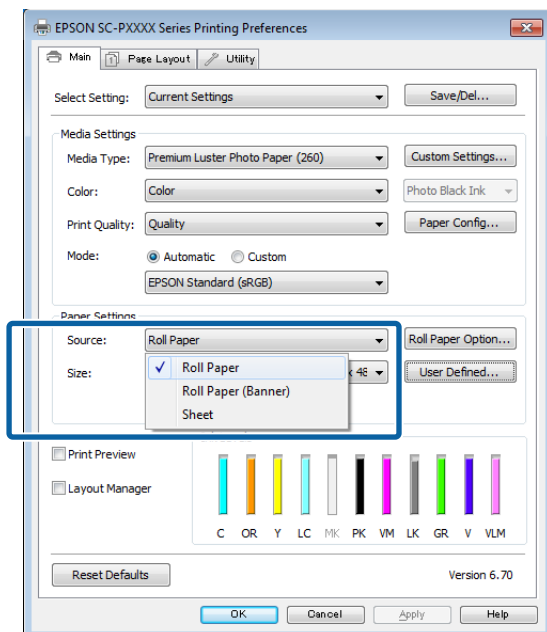 EPSON SC-PXXXX Series Printing Preferences
Main Page Layout Utility
Select Setting: Current Settings Save/Del...
Media Settings
Media Type: Premium Luster Photo Paper (260) Custom Settings...
Color: Color Photo Black Ink
Print Quality: Quality Paper Config...
Mode: Automatic Custom
EPSON Standard (sRGB)
Paper Settings
Source: Roll Paper Roll Paper Option...
Size: x 48 User Defined...
Roll Paper
Roll Paper (Banner)
Sheet
Print Preview
Layout Manager
C OR Y LC MK PK VM LK GR V VLM
Reset Defaults Version 6.70
OK Cancel Apply Help